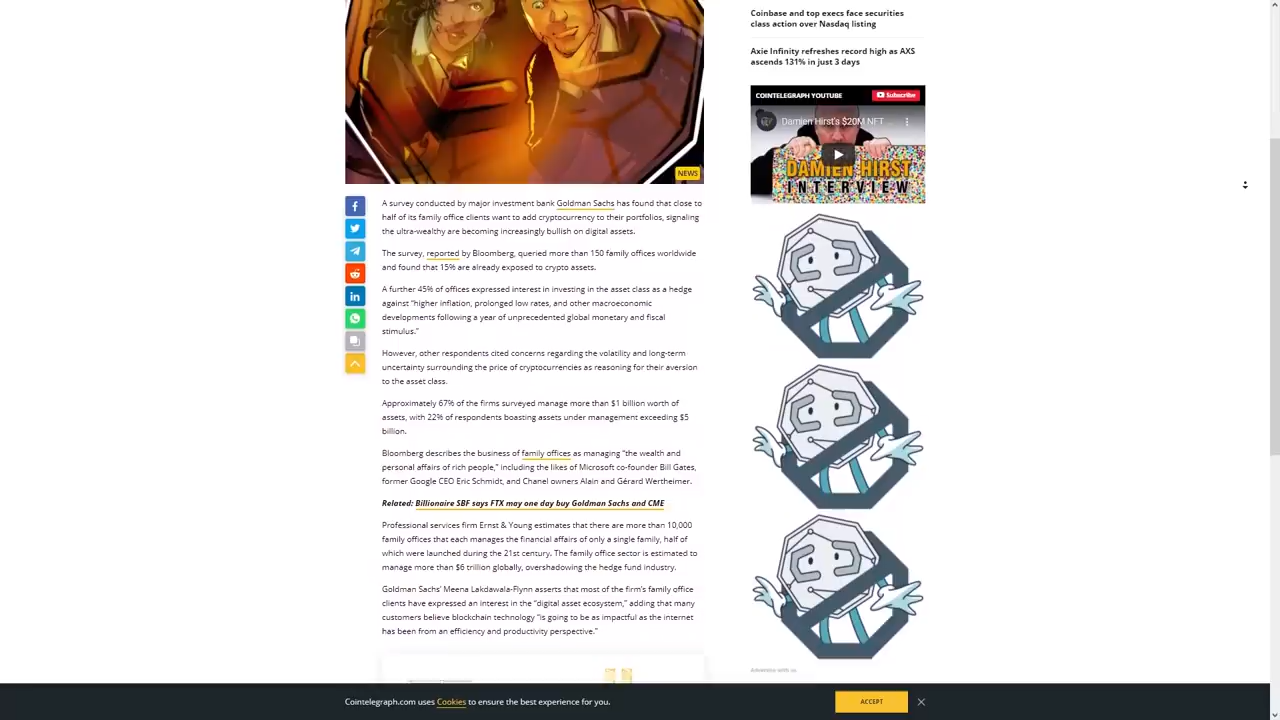 Coinbase and top execs face securities
class action over Nasdaq listing
Axie Infinity refreshes record high as AXS
ascends 131% in just 3 days
COINTELEGRAPH YOUTUBE
Subscribe
Damien Hirst's $20M NFT ...
DAMIEN HIRST
INTERVIEW
NEWS
A survey conducted by major investment bank Goldman Sachs has found that close to
half of its family office clients want to add cryptocurrency to their portfolios, signaling
the ultra-wealthy are becoming increasingly bullish on digital assets.
The survey, reported by Bloomberg, queried more than 150 family offices worldwide
and found that 15% are already exposed to crypto assets.
A further 45% of offices expressed interest in investing in the asset class as a hedge
against “higher inflation, prolonged low rates, and other macroeconomic
developments following a year of unprecedented global monetary and fiscal
stimulus.”
However, other respondents cited concerns regarding the volatility and long-term
uncertainty surrounding the price of cryptocurrencies as reasoning for their aversion
to the asset class.
Approximately 67% of the firms surveyed manage more than $1 billion worth of
assets, with 22% of respondents boasting assets under management exceeding $5
billion.
Bloomberg describes the business of family offices as managing “the wealth and
personal affairs of rich people,” including the likes of Microsoft co-founder Bill Gates,
former Google CEO Eric Schmidt, and Chanel owners Alain and Gérard Wertheimer.
Related: Billionaire SBF says FTX may one day buy Goldman Sachs and CME
Professional services firm Ernst & Young estimates that there are more than 10,000
family offices that each manages the financial affairs of only a single family, half of
which were launched during the 21st century. The family office sector is estimated to
manage more than $6 trillion globally, overshadowing the hedge fund industry.
Goldman Sachs’ Meena Lakdawala-Flynn asserts that most of the firm’s family office
clients have expressed an interest in the “digital asset ecosystem,” adding that many
customers believe blockchain technology “is going to be as impactful as the internet
has been from an efficiency and productivity perspective.”
Advertise with us
Cointelegraph.com uses Cookies to ensure the best experience for you.
ACCEPT